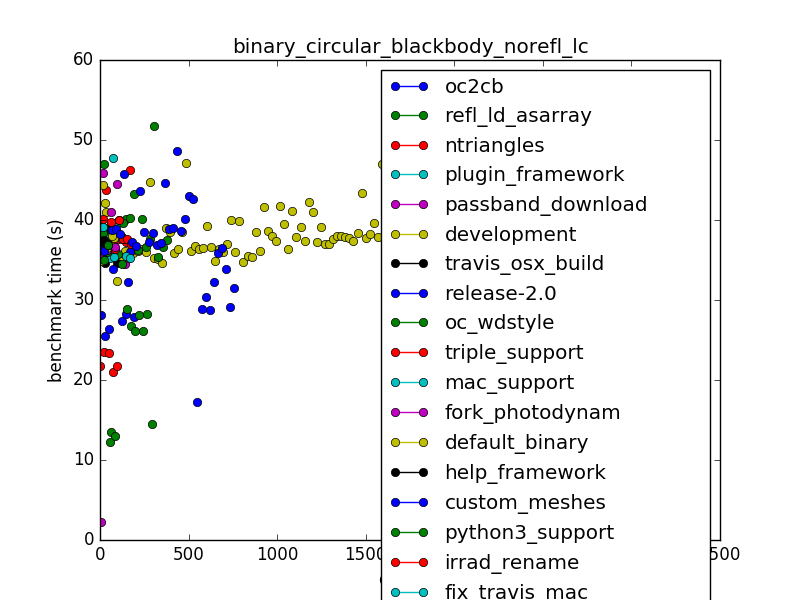 binary_circular_blackbody_norefl_lc
60
50
40
30
20
10
0
benchmark time (s)
0
500
1000
1500
500
oc2cb
refl_ld_asarray
ntriangles
plugin_framework
passband_download
development
travis_osx_build
release-2.0
oc_wdstyle
triple_support
mac_support
fork_photodynam
default_binary
help_framework
custom_meshes
python3_support
irrad_rename
fix_travis_mac